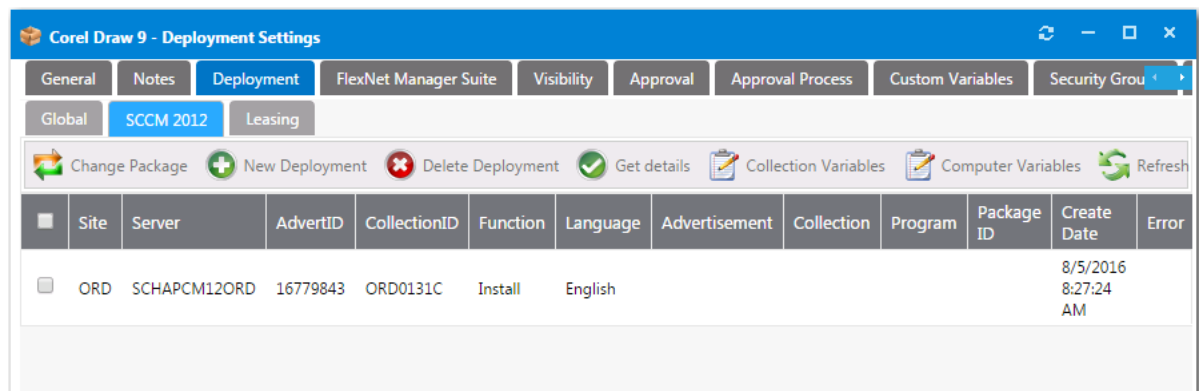 Corel Draw 9 - Deployment Settings
General Notes Deployment FlexNet Manager Suite Visibility Approval Approval Process Custom Variables Security Grou
Global SCCM 2012 Leasing
Change Package New Deployment Delete Deployment Get details Collection Variables Computer Variables Refresh
Site Server AdvertID CollectionID Function Language Advertisement Collection Program Package ID Create Date Error
ORD SCHAPCM12ORD 16779843 ORD0131C Install English 8/5/2016 8:27:24 AM